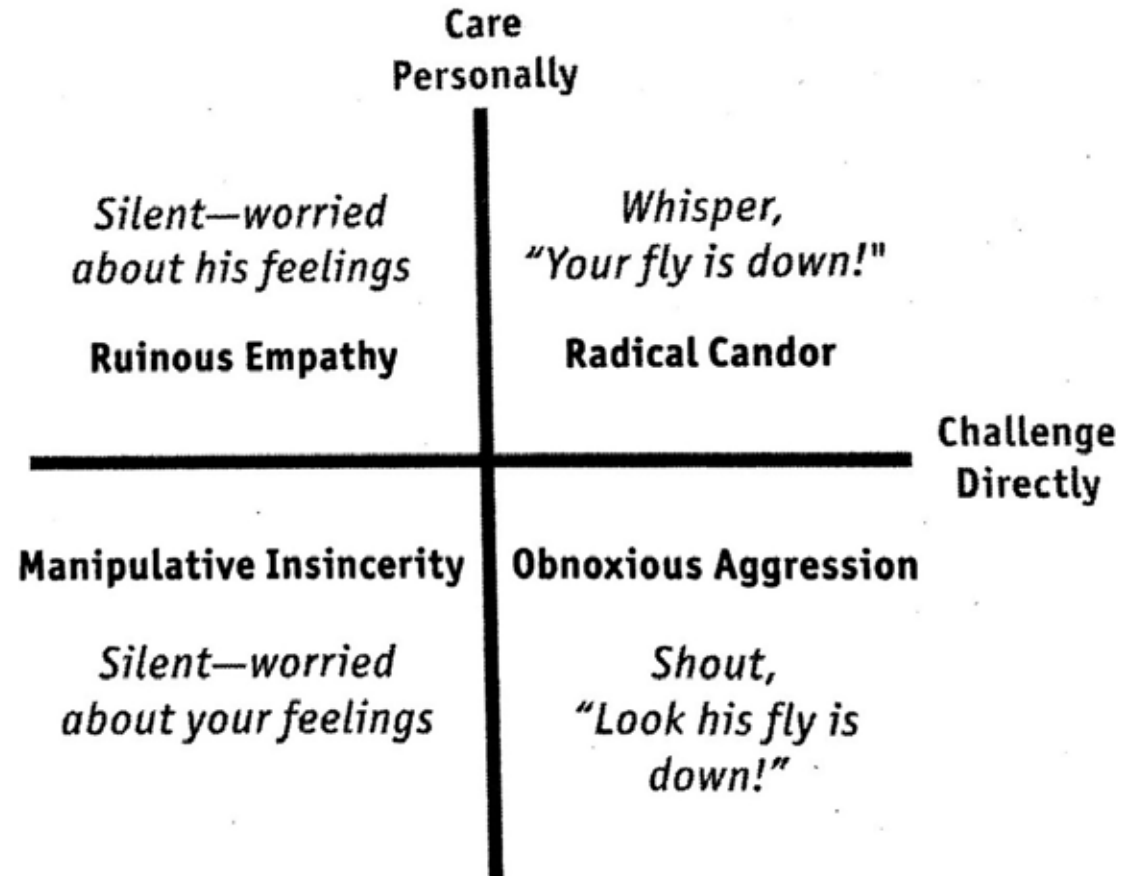 Care
Personally
Silent—worried
about his feelings
Ruinous Empathy
Whisper,
“Your fly is down!"
Radical Candor
Challenge
Directly
Manipulative Insincerity
Silent—worried
about your feelings
Obnoxious Aggression
Shout,
“Look his fly is
down!”